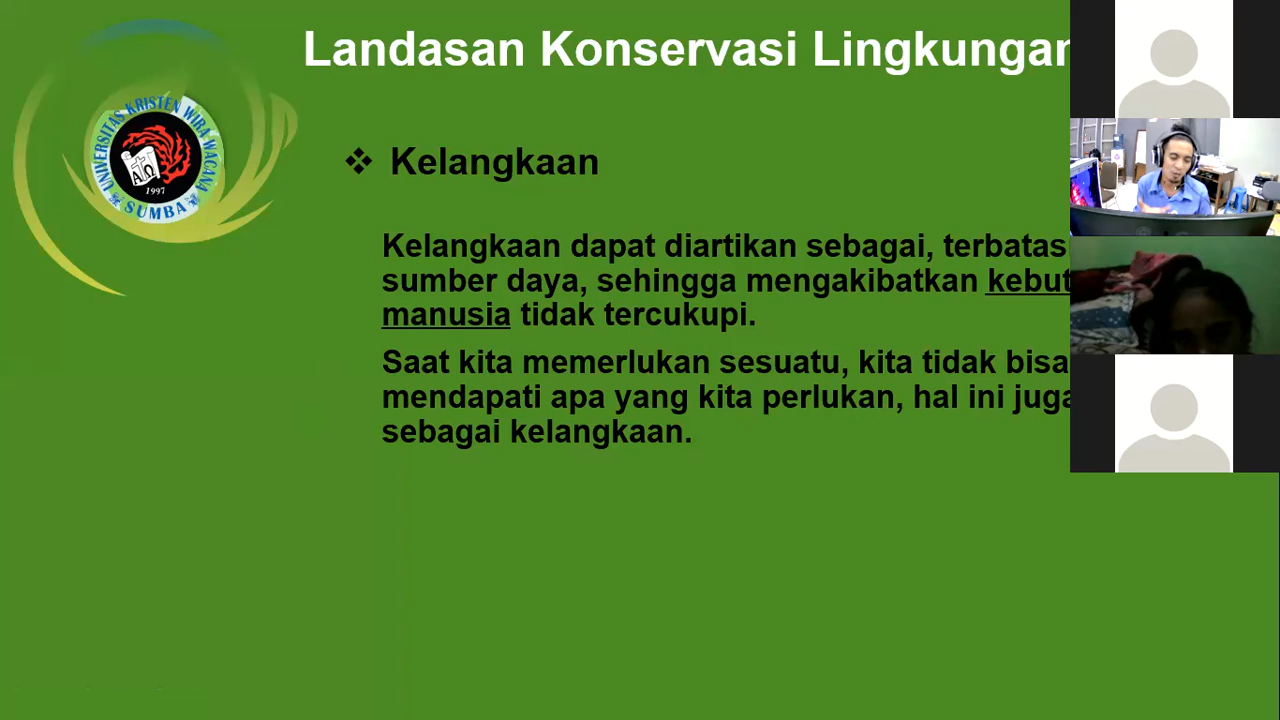 Landasan Konservasi Lingkungan
UNIVERSITAS KRISTEN WIRA WACANA
SUMBA
AΩ
1997
❖ Kelangkaan
Kelangkaan dapat diartikan sebagai, terbatas
sumber daya, sehingga mengakibatkan
manusia tidak tercukupi.
Saat kita memerlukan sesuatu, kita tidak bisa
mendapati apa yang kita perlukan, hal ini juga
sebagai kelangkaan.